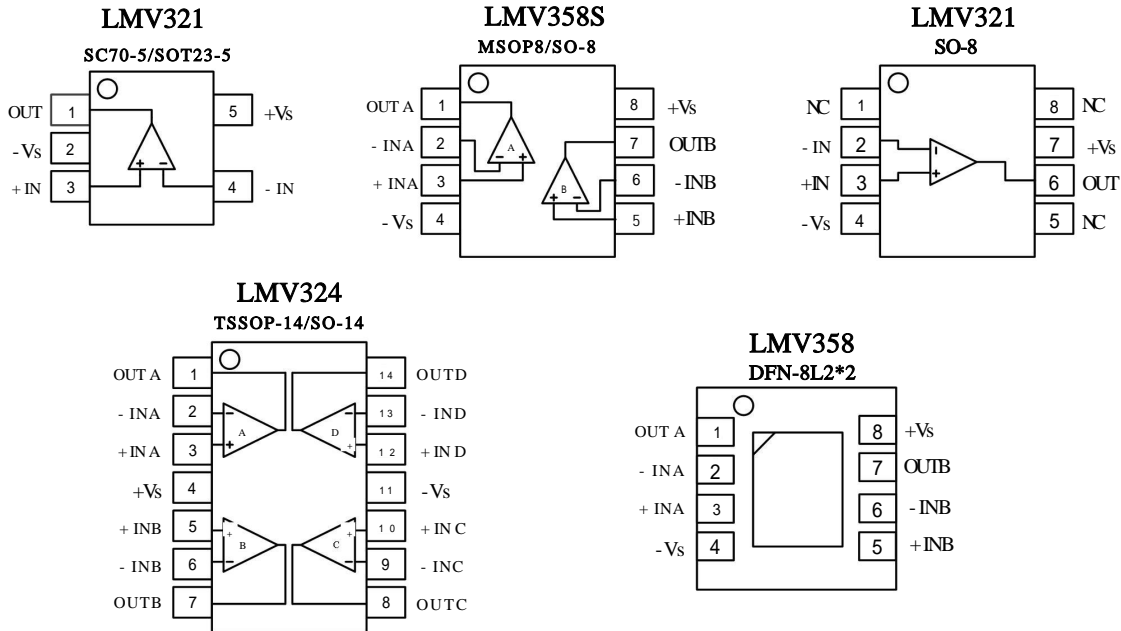 LMV321
SC70-5/SOT23-5
OUT 1 5 +Vs
-Vs 2
+IN 3 4 -IN
+ -
LMV358S
MSOP8/SO-8
OUT A 1 8 +Vs
-INA 2 7 OUTB
+INA 3 6 -INB
-Vs 4 5 +INB
- + A
B + -
LMV321
SO-8
NC 1 8 NC
-IN 2 7 +Vs
+IN 3 6 OUT
-Vs 4 5 NC
- +
LMV324
TSSOP-14/SO-14
OUT A 1 14 OUTD
-INA 2 - A - D 13 -IND
+INA 3 + + 12 +IND
+Vs 4 11 -Vs
+INB 5 + + 10 +INC
-INB 6 - B - C 9 -INC
OUTB 7 8 OUTC
LMV358
DFN-8L2*2
OUT A 1 8 +Vs
-INA 2 7 OUTB
+INA 3 6 -INB
-Vs 4 5 +INB